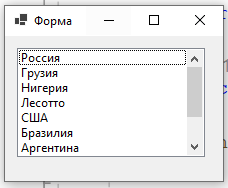 Форма
Россия
Грузия
Нигерия
Лесотто
США
Бразилия
Аргентина